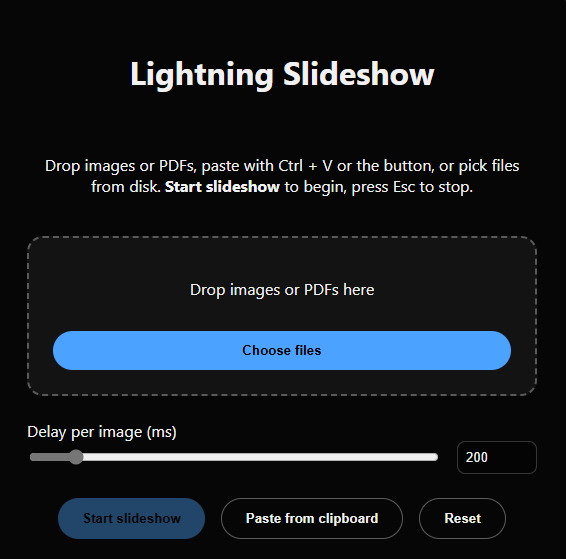 Lightning Slideshow
Drop images or PDFs, paste with Ctrl + V or the button, or pick files
from disk. Start slideshow to begin, press Esc to stop.
Drop images or PDFs here
Choose files
Delay per image (ms)
200
Start slideshow
Paste from clipboard
Reset